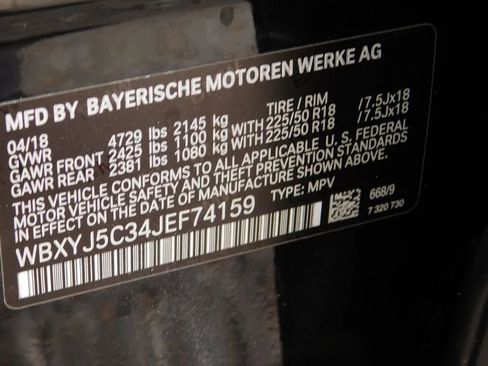 MFD BY BAYERISCHE MOTOREN WERKE AG
04/18 TIRE / RIM
GVWR 4729 lbs 2145 kg
GAWR FRONT 2425 lbs 1100 kg WITH 225/50 R18 / 7.5Jx18
GAWR REAR 2381 lbs 1080 kg WITH 225/50 R18 / 7.5Jx18
THIS VEHICLE CONFORMS TO ALL APPLICABLE U.S. FEDERAL
MOTOR VEHICLE SAFETY AND THEFT PREVENTION STANDARDS
IN EFFECT ON THE DATE OF MANUFACTURE SHOWN ABOVE.
WBXYJ5C34JEF74159 TYPE: MPV 668/9
7 320 730